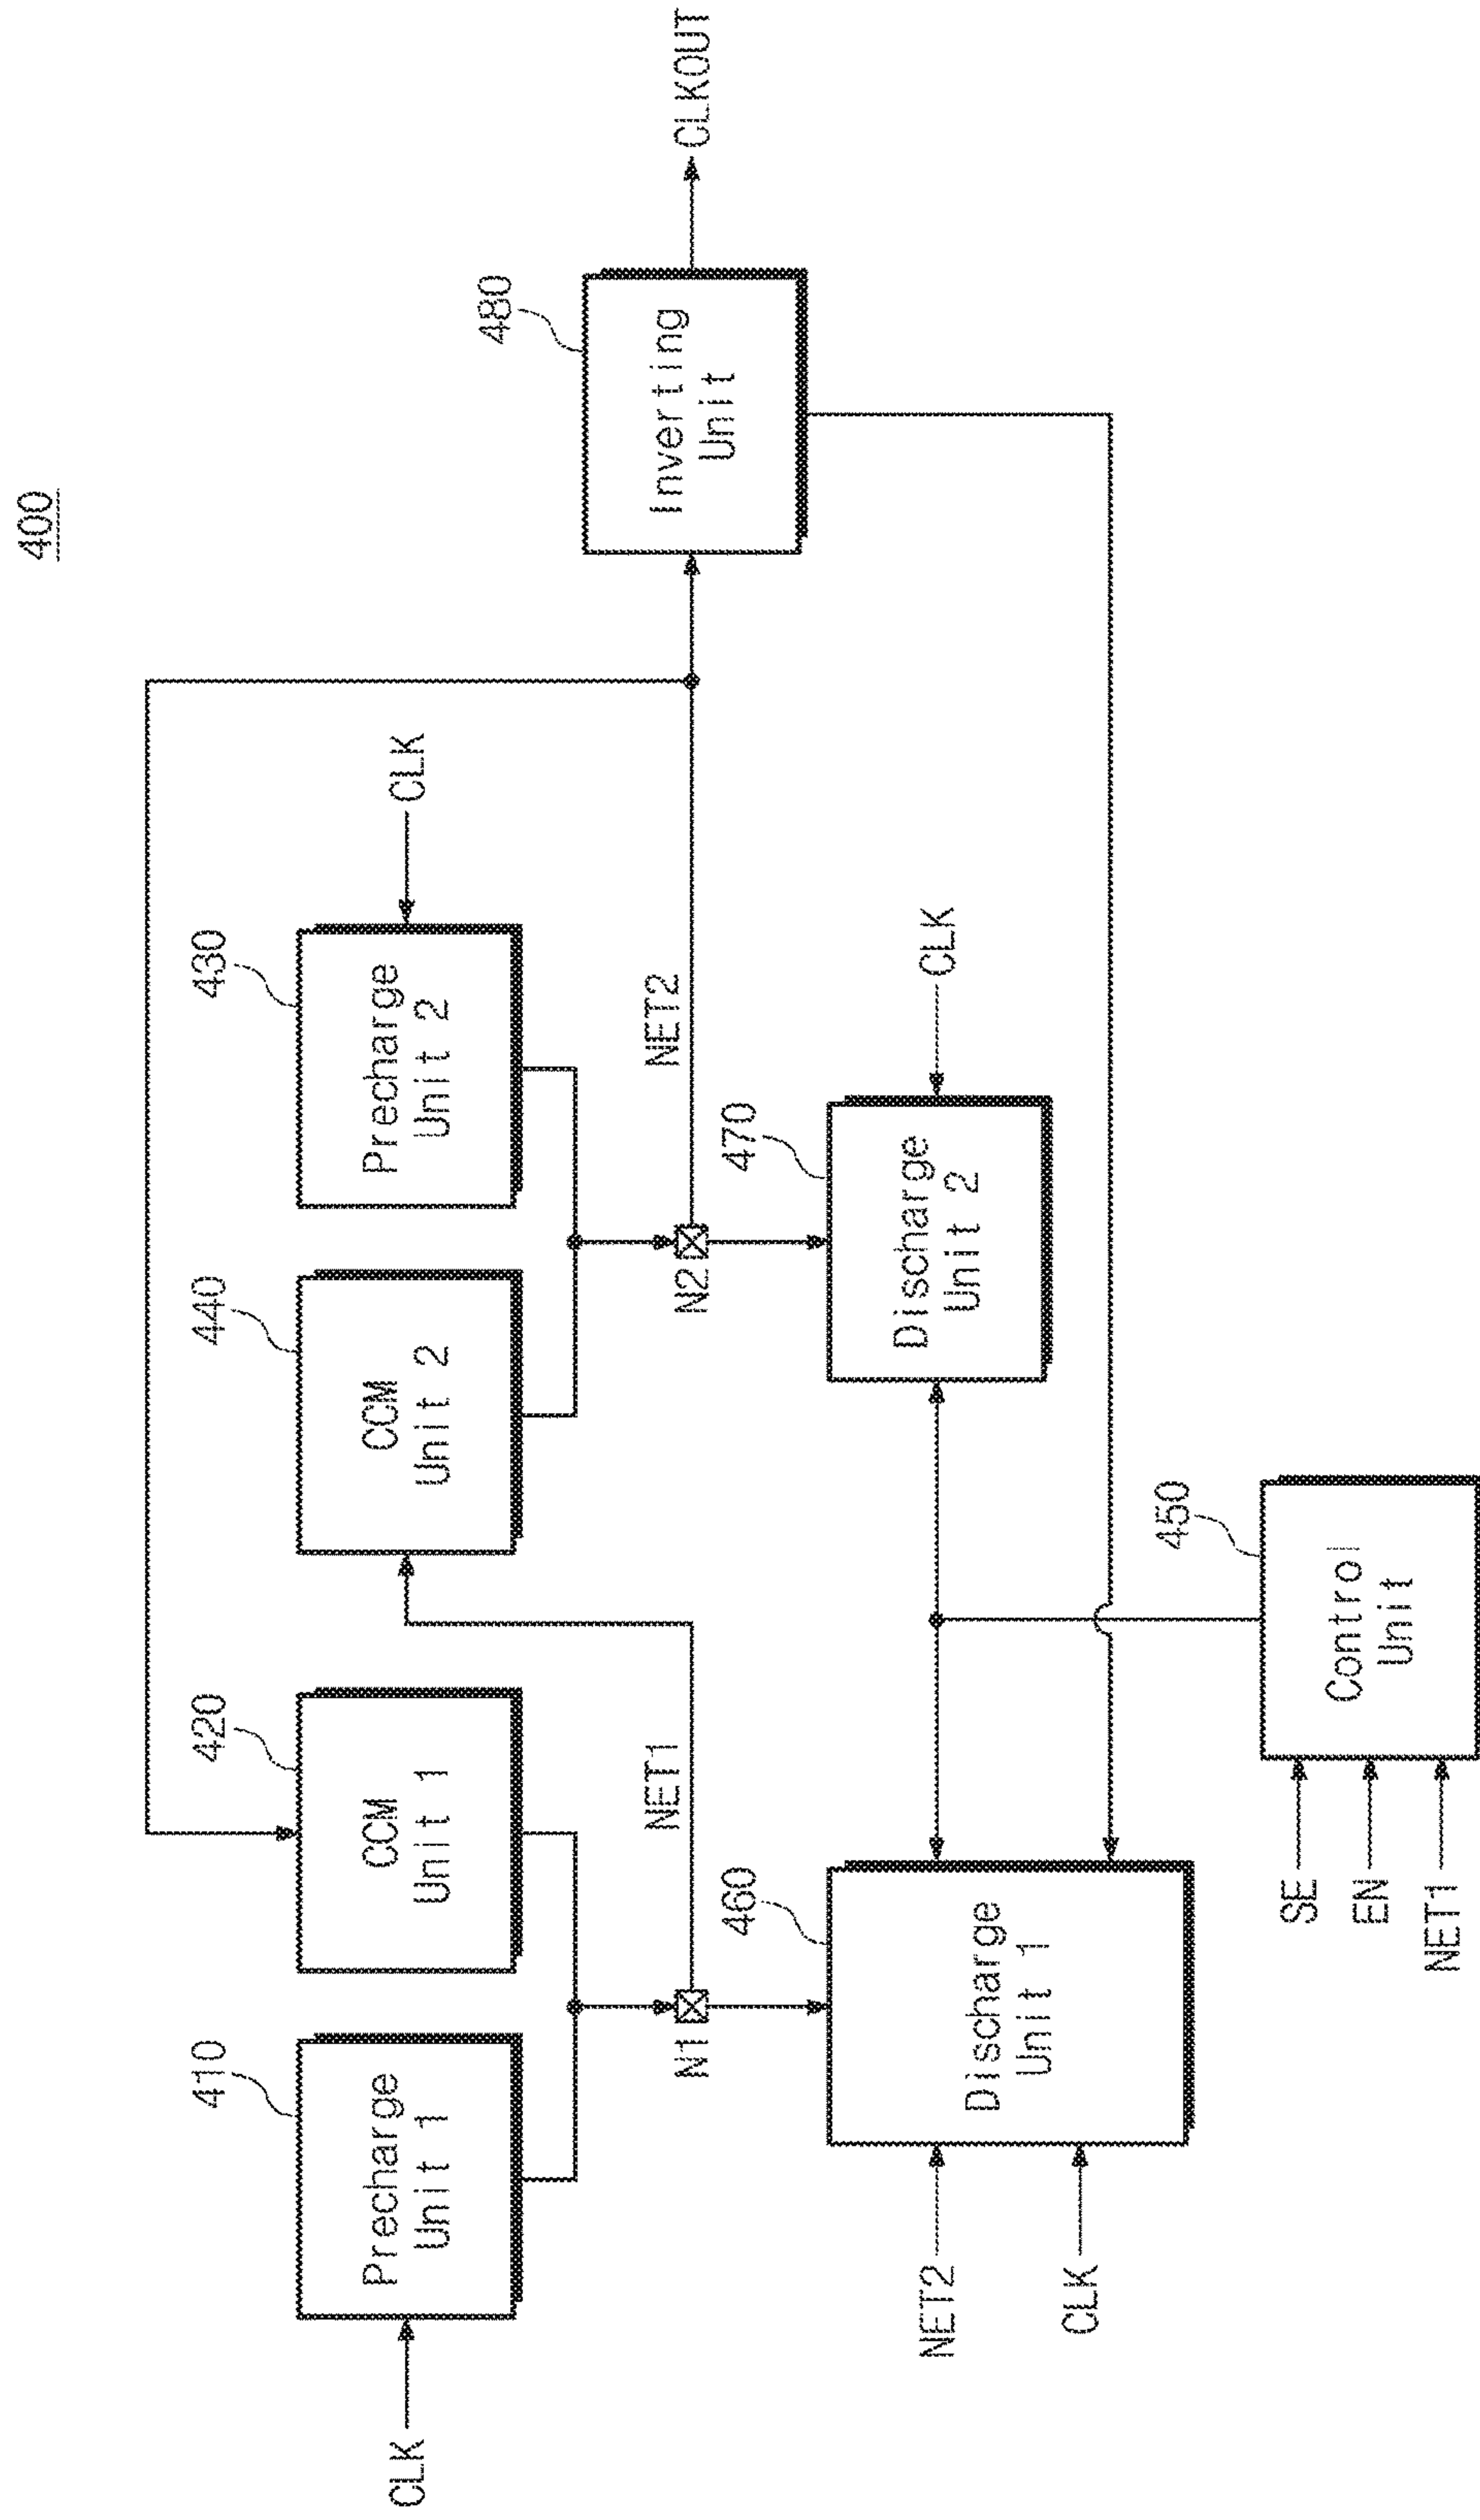 400
410
Precharge
Unit 1
CLK
420
CCM
Unit 1
440
CCM
Unit 2
430
Precharge
Unit 2
CLK
N1
NET1
N2
NET2
480
Inverting
Unit
CLKOUT
460
Discharge
Unit 1
NET2
CLK
470
Discharge
Unit 2
CLK
450
Control
Unit
SE
EN
NET1